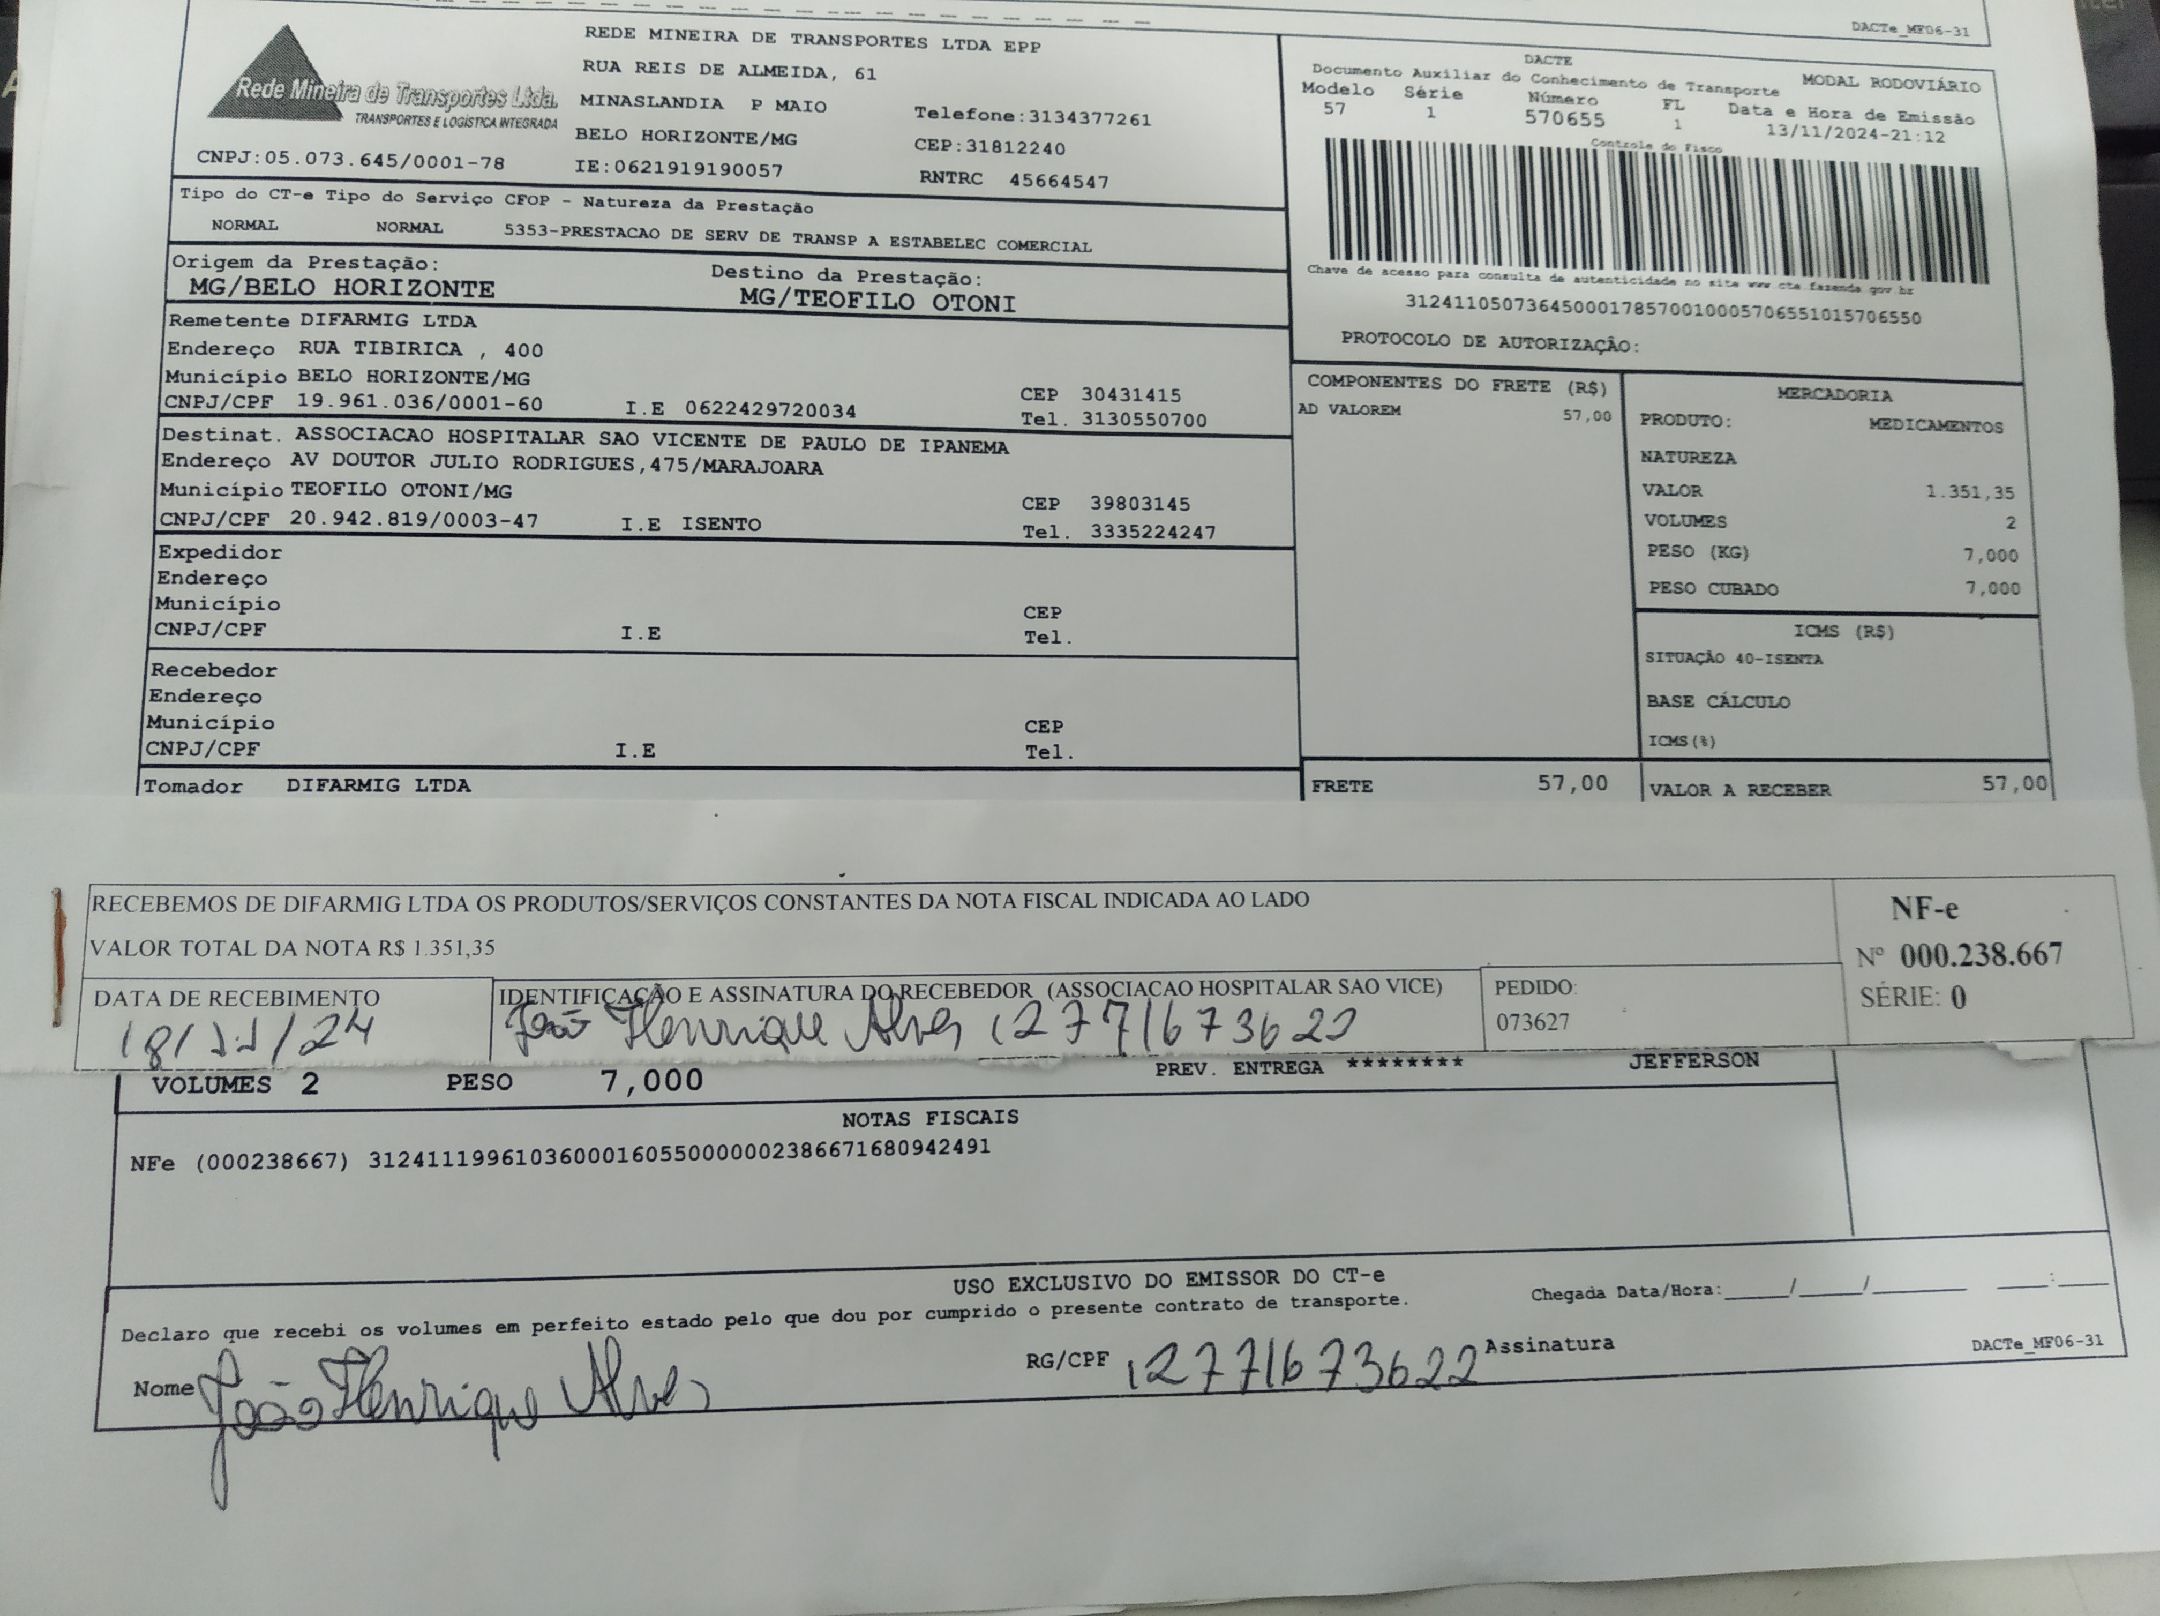 DACTe_MF06-31
Rede Mineira de Transportes Ltda.
TRANSPORTES E LOGÍSTICA INTEGRADA
CNPJ:05.073.645/0001-78
REDE MINEIRA DE TRANSPORTES LTDA EPP
RUA REIS DE ALMEIDA, 61
MINASLANDIA P MAIO Telefone:3134377261
BELO HORIZONTE/MG CEP:31812240
IE:0621919190057 RNTRC 45664547
DACTE
Documento Auxiliar do Conhecimento de Transporte MODAL RODOVIÁRIO
Modelo Série Número FL Data e Hora de Emissão
57 1 570655 1 13/11/2024-21:12
Controle do Fisco
Chave de acesso para consulta de autenticidade no site www.cte.fazenda.gov.br
31241105073645000178570010005706551015706550
PROTOCOLO DE AUTORIZAÇÃO:
Tipo do CT-e Tipo do Serviço CFOP - Natureza da Prestação
NORMAL NORMAL 5353-PRESTACAO DE SERV DE TRANSP A ESTABELEC COMERCIAL
Origem da Prestação: Destino da Prestação:
MG/BELO HORIZONTE MG/TEOFILO OTONI
Remetente DIFARMIG LTDA
Endereço RUA TIBIRICA , 400
Município BELO HORIZONTE/MG CEP 30431415
CNPJ/CPF 19.961.036/0001-60 I.E 0622429720034 Tel. 3130550700
Destinat. ASSOCIACAO HOSPITALAR SAO VICENTE DE PAULO DE IPANEMA
Endereço AV DOUTOR JULIO RODRIGUES,475/MARAJOARA
Município TEOFILO OTONI/MG CEP 39803145
CNPJ/CPF 20.942.819/0003-47 I.E ISENTO Tel. 3335224247
Expedidor
Endereço
Município CEP
CNPJ/CPF I.E Tel.
Recebedor
Endereço
Município CEP
CNPJ/CPF I.E Tel.
Tomador DIFARMIG LTDA
COMPONENTES DO FRETE (R$)
AD VALOREM 57,00
FRETE 57,00
MERCADORIA
PRODUTO: MEDICAMENTOS
NATUREZA
VALOR 1.351,35
VOLUMES 2
PESO (KG) 7,000
PESO CUBADO 7,000
ICMS (R$)
SITUAÇÃO 40-ISENTA
BASE CÁLCULO
ICMS(%)
VALOR A RECEBER 57,00
RECEBEMOS DE DIFARMIG LTDA OS PRODUTOS/SERVIÇOS CONSTANTES DA NOTA FISCAL INDICADA AO LADO
VALOR TOTAL DA NOTA R$ 1.351,35
NF-e
Nº 000.238.667
SÉRIE: 0
DATA DE RECEBIMENTO IDENTIFICAÇÃO E ASSINATURA DO RECEBEDOR (ASSOCIACAO HOSPITALAR SAO VICE) PEDIDO:
18/11/24 João Henrique Alves 12771673622 073627
VOLUMES 2 PESO 7,000 PREV. ENTREGA ******** JEFFERSON
NOTAS FISCAIS
NFe (000238667) 31241119961036000160550000002386671680942491
USO EXCLUSIVO DO EMISSOR DO CT-e
Declaro que recebi os volumes em perfeito estado pelo que dou por cumprido o presente contrato de transporte. Chegada Data/Hora:_____/_____/________ ____:____
Nome João Henrique Alves RG/CPF 12771673622 Assinatura DACTe_MF06-31